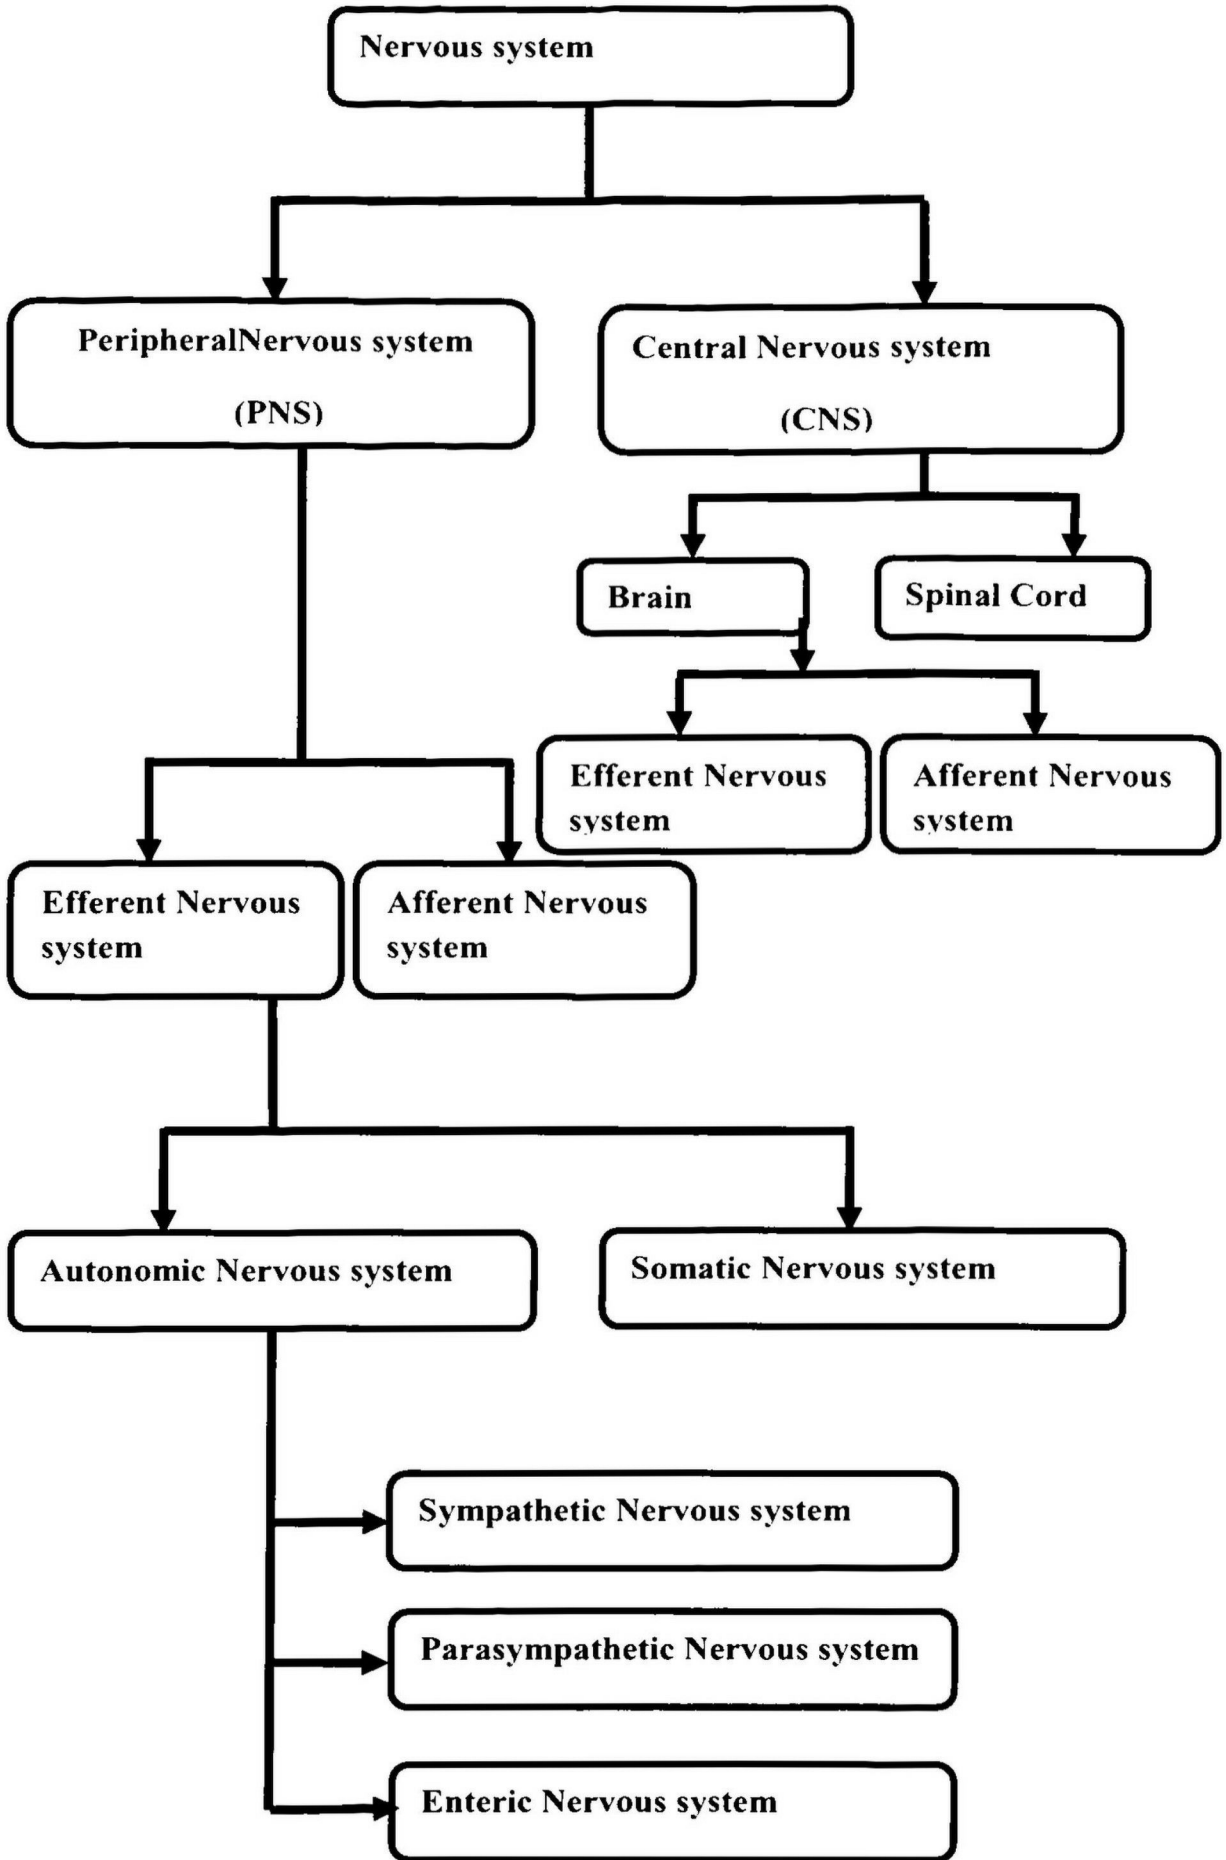 Nervous system
PeripheralNervous system
(PNS)
Central Nervous system
(CNS)
Brain
Spinal Cord
Efferent Nervous
system
Afferent Nervous
system
Efferent Nervous
system
Afferent Nervous
system
Autonomic Nervous system
Somatic Nervous system
Sympathetic Nervous system
Parasympathetic Nervous system
Enteric Nervous system